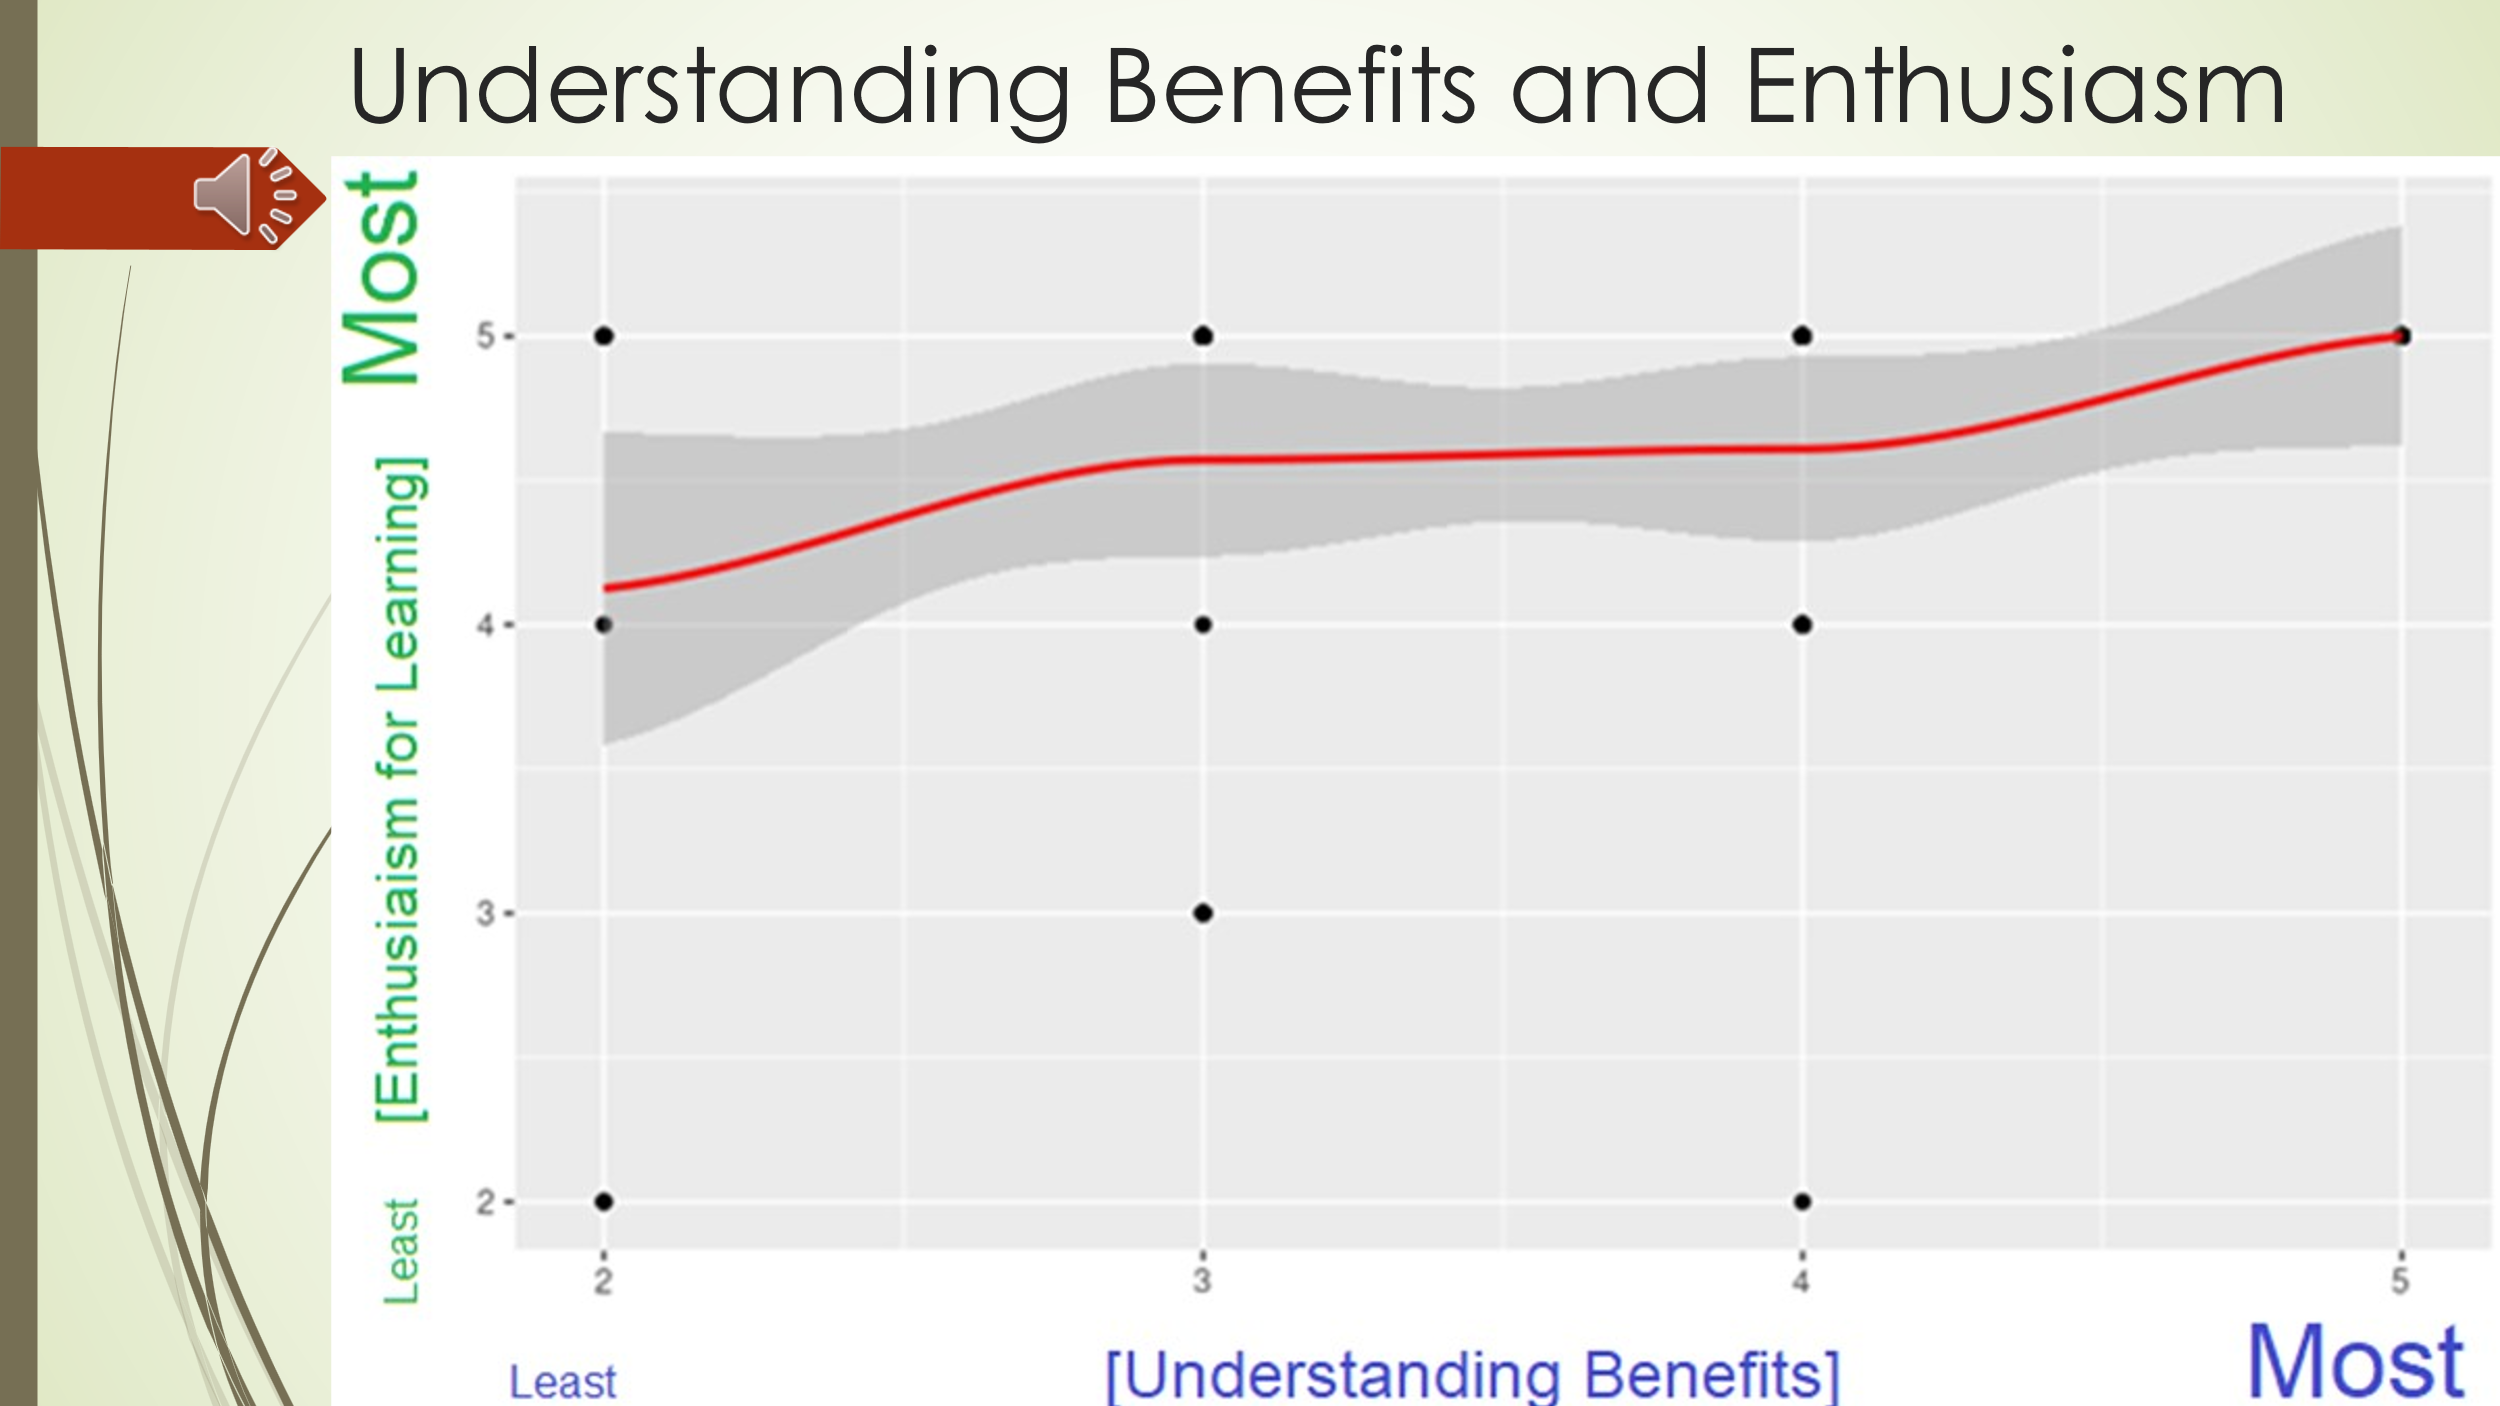 Understanding Benefits and Enthusiasm
Most
[Enthusiaism for Learning]
Least
5
4
3
2
2
3
4
5
Least
[Understanding Benefits]
Most